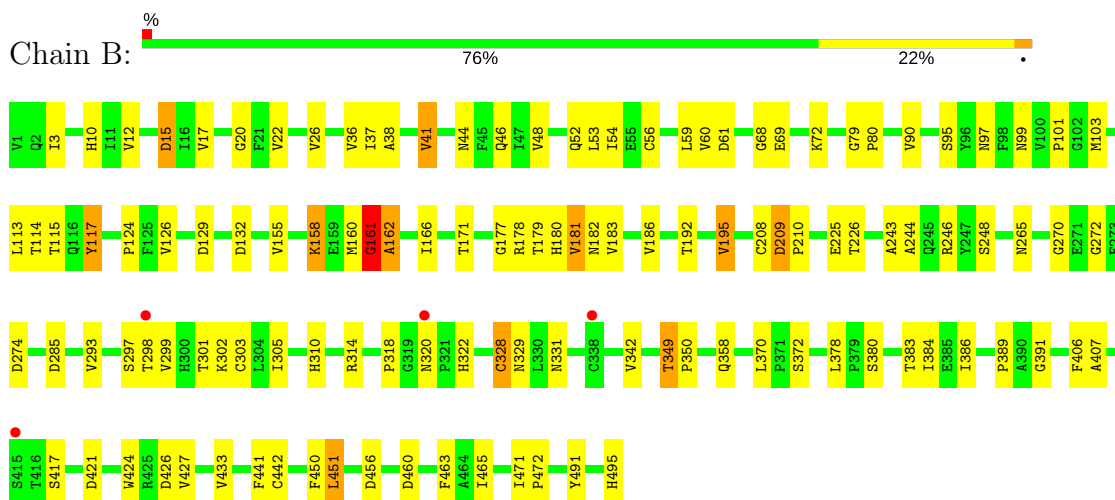 %
Chain B:
76% 22% •
V1 Q2 I3 H10 I11 V12 D15 I16 V17 G20 F21 V22 V26 V36 I37 A38 V41 N44 F45 Q46 I47 V48 Q52 L53 I54 E55 C56 L59 V60 D61 G68 E69 K72 G79 P80 V90 S95 Y96 N97 F98 N99 V100 P101 G102 M103
L113 T114 T115 Q116 Y117 P124 F125 V126 D129 D132 V155 K158 E159 M160 G161 A162 I166 T171 G177 R178 T179 H180 V181 N182 V183 V186 T192 V195 C208 D209 P210 E225 T226 A243 A244 Q245 R246 Y247 S248 N265 G270 E271 G272 E273
D274 D285 V293 S297 T298 V299 H300 T301 K302 C303 L304 I305 H310 R314 P318 G319 N320 P321 H322 C328 N329 L330 N331 C338 V342 T349 P350 Q358 L370 P371 S372 L378 P379 S380 T383 I384 E385 I386 P389 A390 G391 F406 A407
S415 T416 S417 D421 W424 R425 D426 V427 V433 F441 C442 F450 L451 D456 D460 F463 A464 I465 I471 P472 Y491 H495